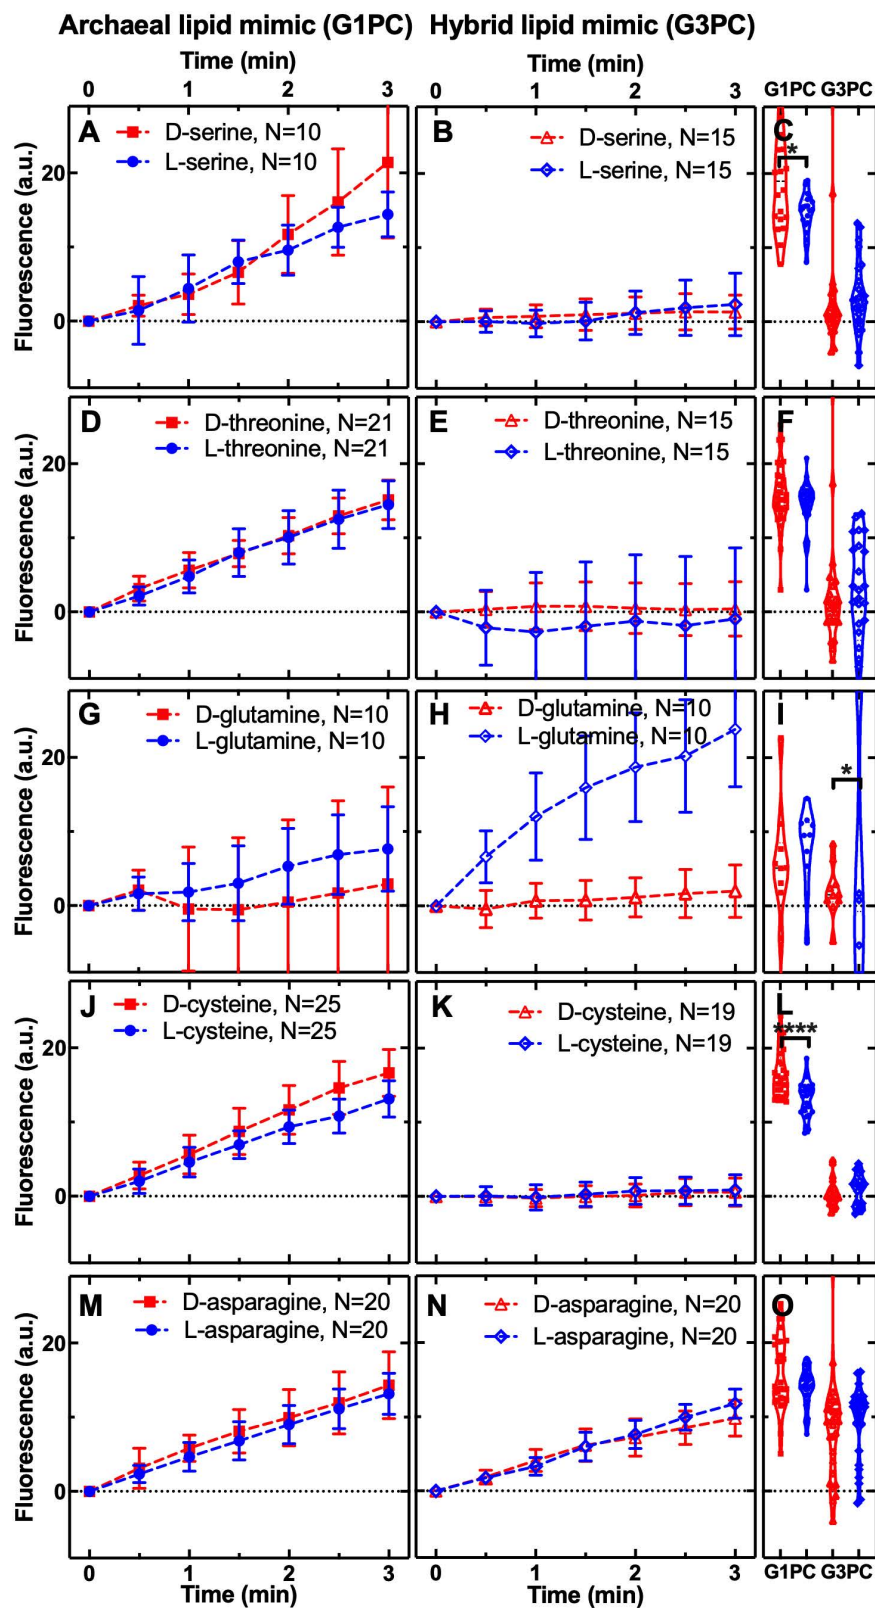 Archaeal lipid mimic (G1PC) Hybrid lipid mimic (G3PC)
Time (min) Time (min)
0 1 2 3 0 1 2 3 G1PC G3PC
A D-serine, N=10
L-serine, N=10
B D-serine, N=15
L-serine, N=15
C
*
Fluorescence (a.u.)
20
0
D D-threonine, N=21
L-threonine, N=21
E D-threonine, N=15
L-threonine, N=15
F
Fluorescence (a.u.)
20
0
G D-glutamine, N=10
L-glutamine, N=10
H D-glutamine, N=10
L-glutamine, N=10
I
*
Fluorescence (a.u.)
20
0
J D-cysteine, N=25
L-cysteine, N=25
K D-cysteine, N=19
L-cysteine, N=19
L
****
Fluorescence (a.u.)
20
0
M D-asparagine, N=20
L-asparagine, N=20
N D-asparagine, N=20
L-asparagine, N=20
O
Fluorescence (a.u.)
20
0
0 1 2 3 0 1 2 3 G1PC G3PC
Time (min) Time (min)